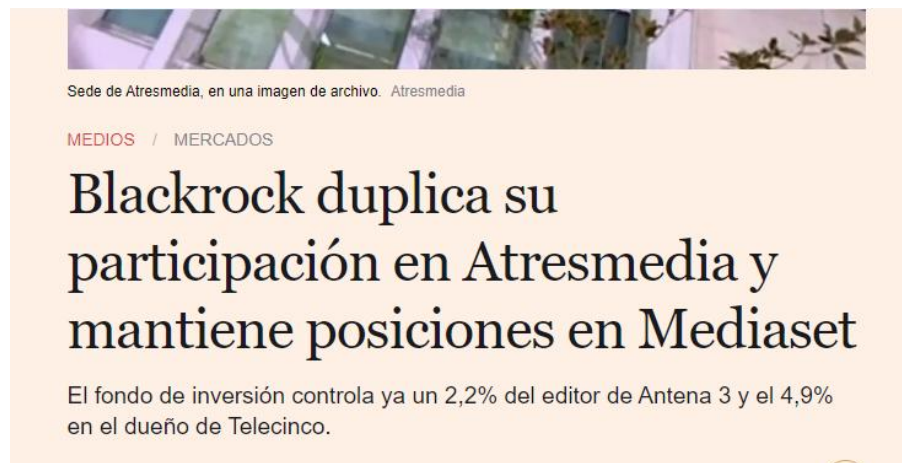 Sede de Atresmedia, en una imagen de archivo. Atresmedia
MEDIOS / MERCADOS
Blackrock duplica su
participación en Atresmedia y
mantiene posiciones en Mediaset
El fondo de inversión controla ya un 2,2% del editor de Antena 3 y el 4,9%
en el dueño de Telecinco.